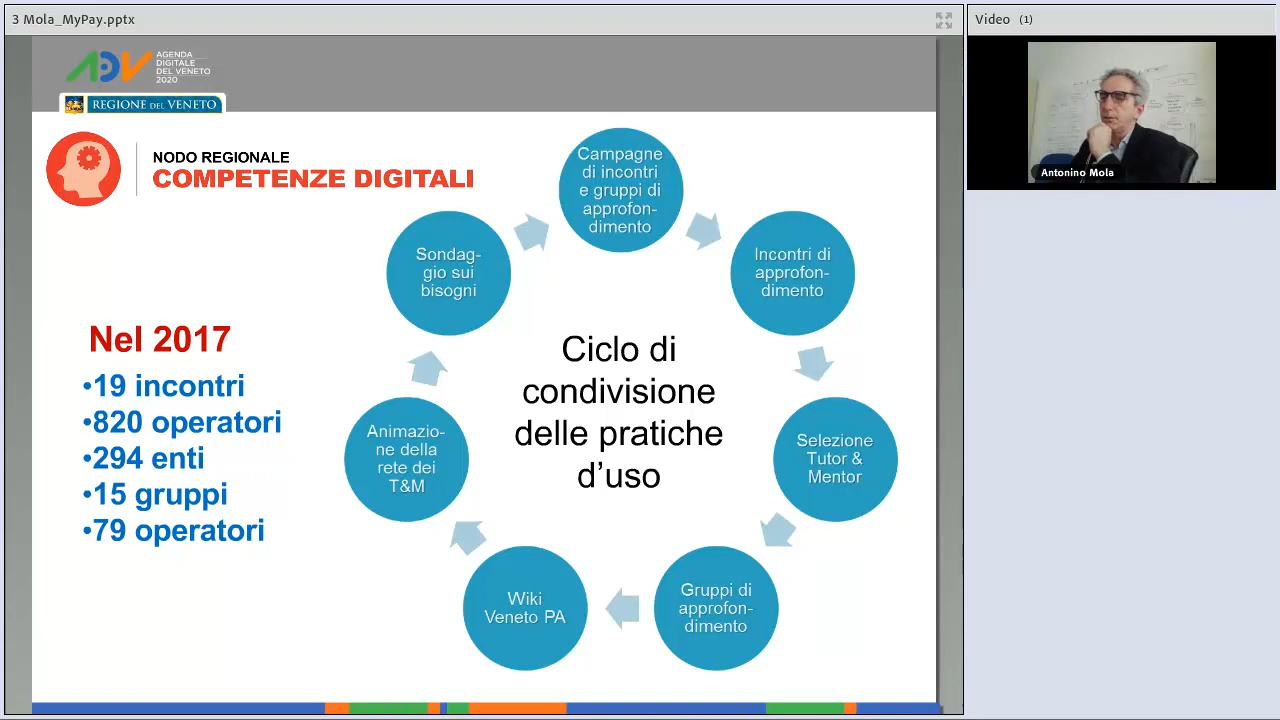 3 Mola_MyPay.pptx
Video (1)
AGENDA
DIGITALE
DEL VENETO
2020
ADV
REGIONE DEL VENETO
Antonino Mola
NODO REGIONALE
COMPETENZE DIGITALI
Campagne
di incontri
e gruppi di
approfon-
dimento
Incontri di
approfon-
dimento
Selezione
Tutor &
Mentor
Gruppi di
approfon-
dimento
Wiki
Veneto PA
Animazio-
ne della
rete dei
T&M
Sondag-
gio sui
bisogni
Ciclo di
condivisione
delle pratiche
d’uso
Nel 2017
•19 incontri
•820 operatori
•294 enti
•15 gruppi
•79 operatori